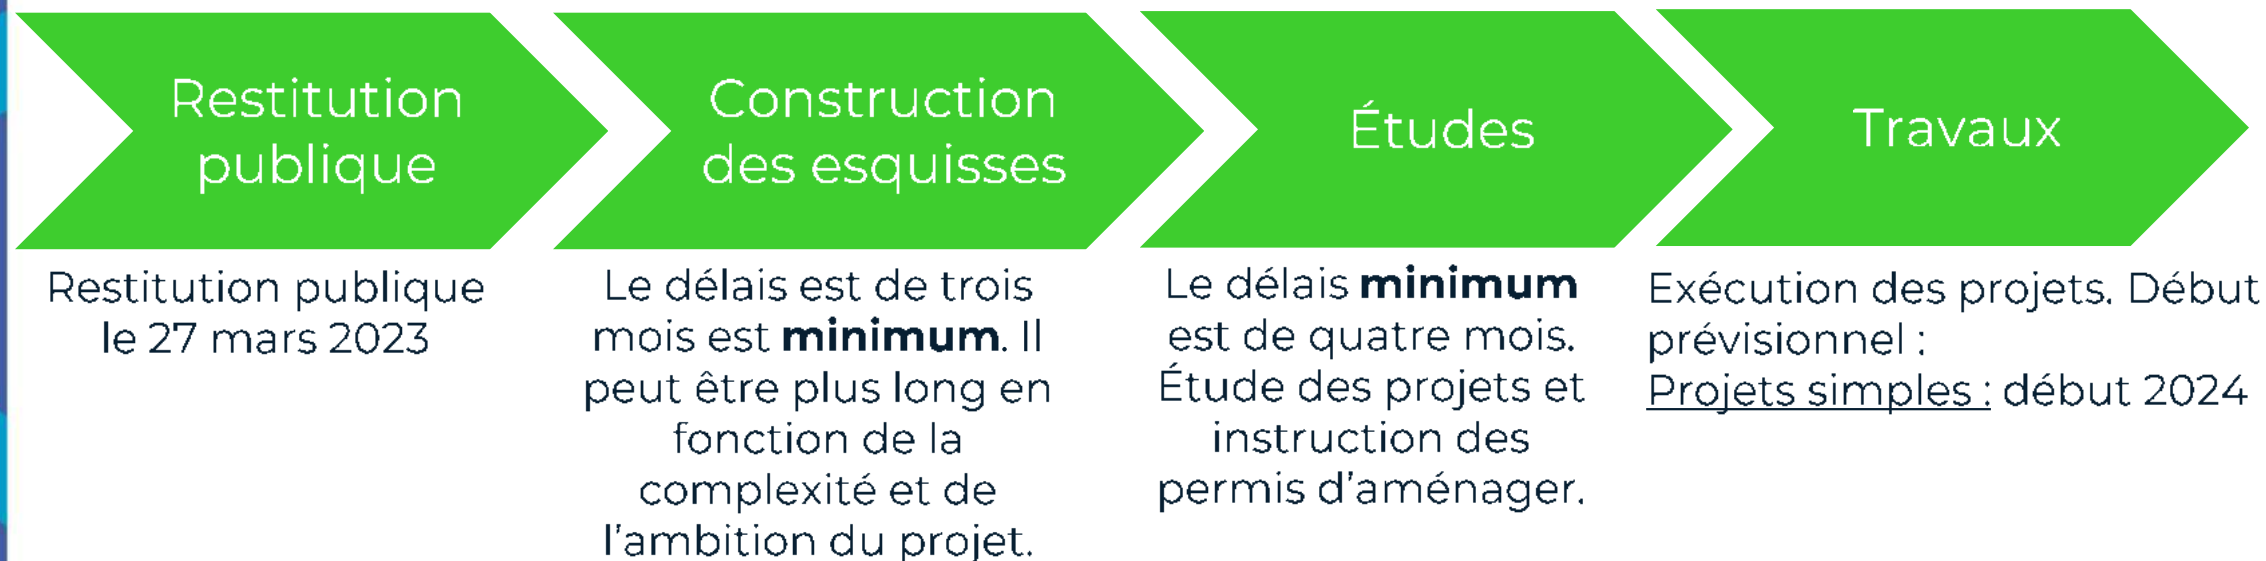 Restitution
publique
Construction
des esquisses
Études
Travaux
Restitution publique
le 27 mars 2023
Le délais est de trois
mois est minimum. Il
peut être plus long en
fonction de la
complexité et de
l'ambition du projet.
Le délais minimum
est de quatre mois.
Étude des projets et
instruction des
permis d'aménager.
Exécution des projets. Début
prévisionnel :
Projets simples : début 2024